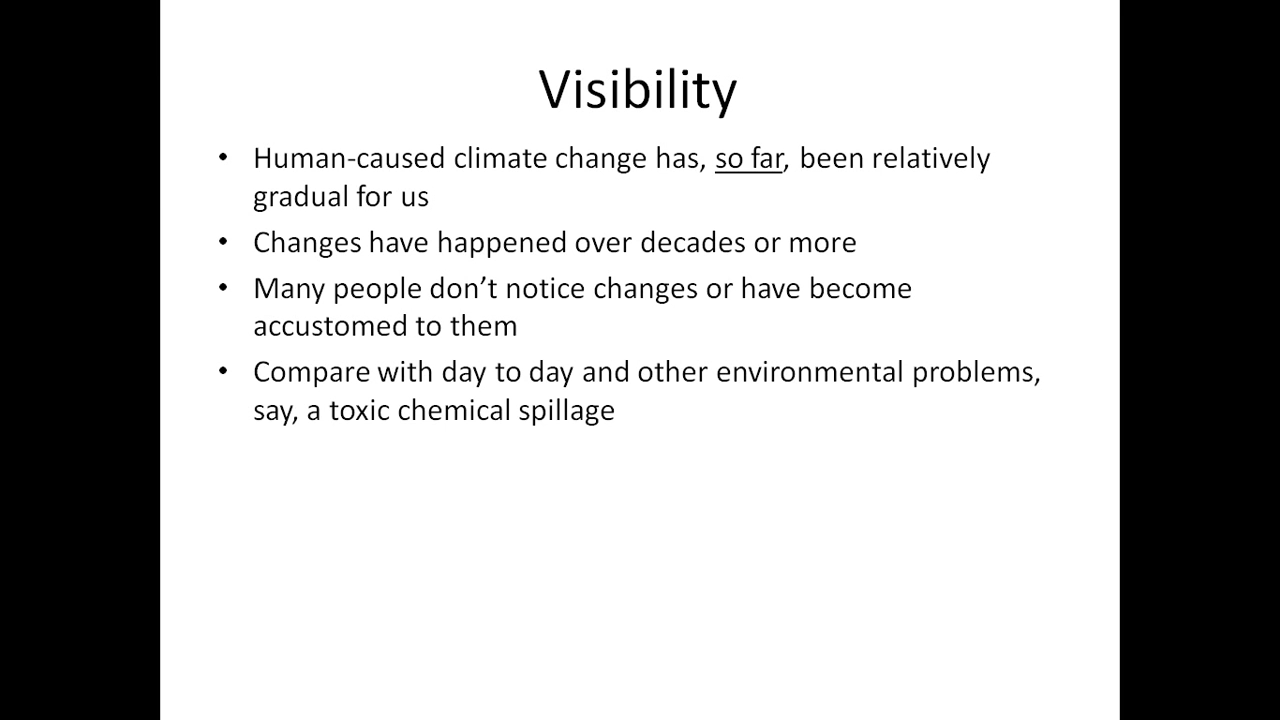 Visibility
• Human-caused climate change has, so far, been relatively
gradual for us
• Changes have happened over decades or more
• Many people don’t notice changes or have become
accustomed to them
• Compare with day to day and other environmental problems,
say, a toxic chemical spillage